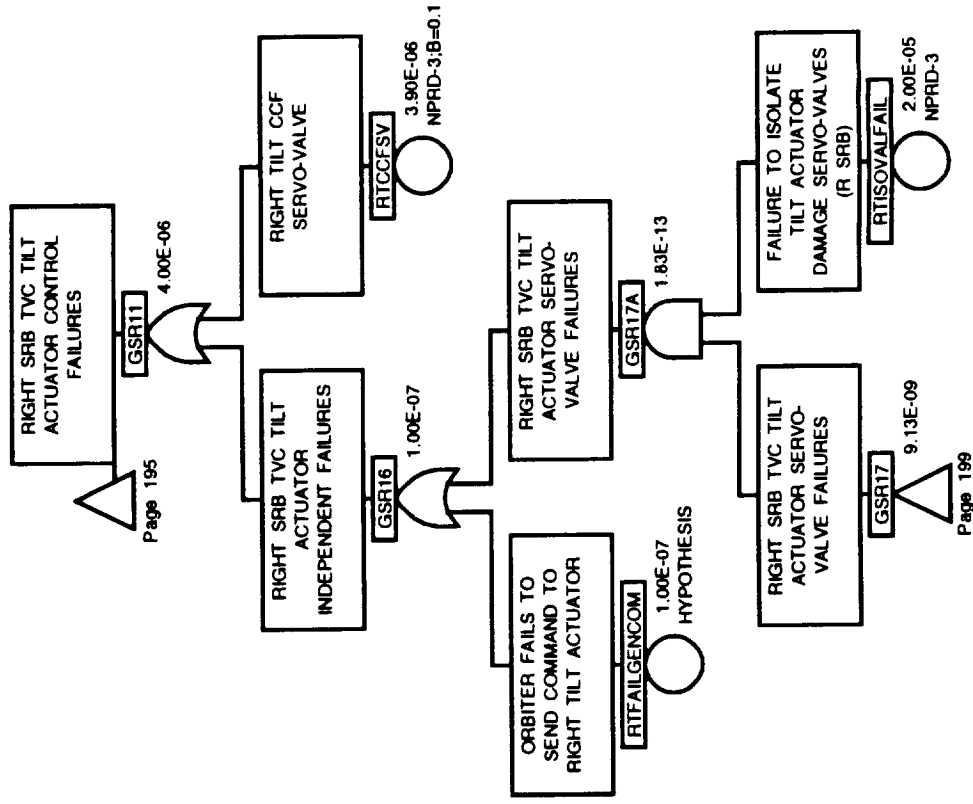 RIGHT SRB TVC TILT
ACTUATOR CONTROL
FAILURES
Page 195
GSR11
4.00E-06
RIGHT SRB TVC TILT
ACTUATOR
INDEPENDENT FAILURES
GSR16
1.00E-07
RIGHT TILT CCF
SERVO-VALVE
RTCCFSV
3.90E-06
NPRD-3;B=0.1
ORBITER FAILS TO
SEND COMMAND TO
RIGHT TILT ACTUATOR
RTFAILGENCOM
1.00E-07
HYPOTHESIS
RIGHT SRB TVC TILT
ACTUATOR SERVO-
VALVE FAILURES
GSR17A
1.83E-13
RIGHT SRB TVC TILT
ACTUATOR SERVO-
VALVE FAILURES
GSR17
9.13E-09
Page 199
FAILURE TO ISOLATE
TILT ACTUATOR
DAMAGE SERVO-VALVES
(R SRB)
RTISOVALFAIL
2.00E-05
NPRD-3